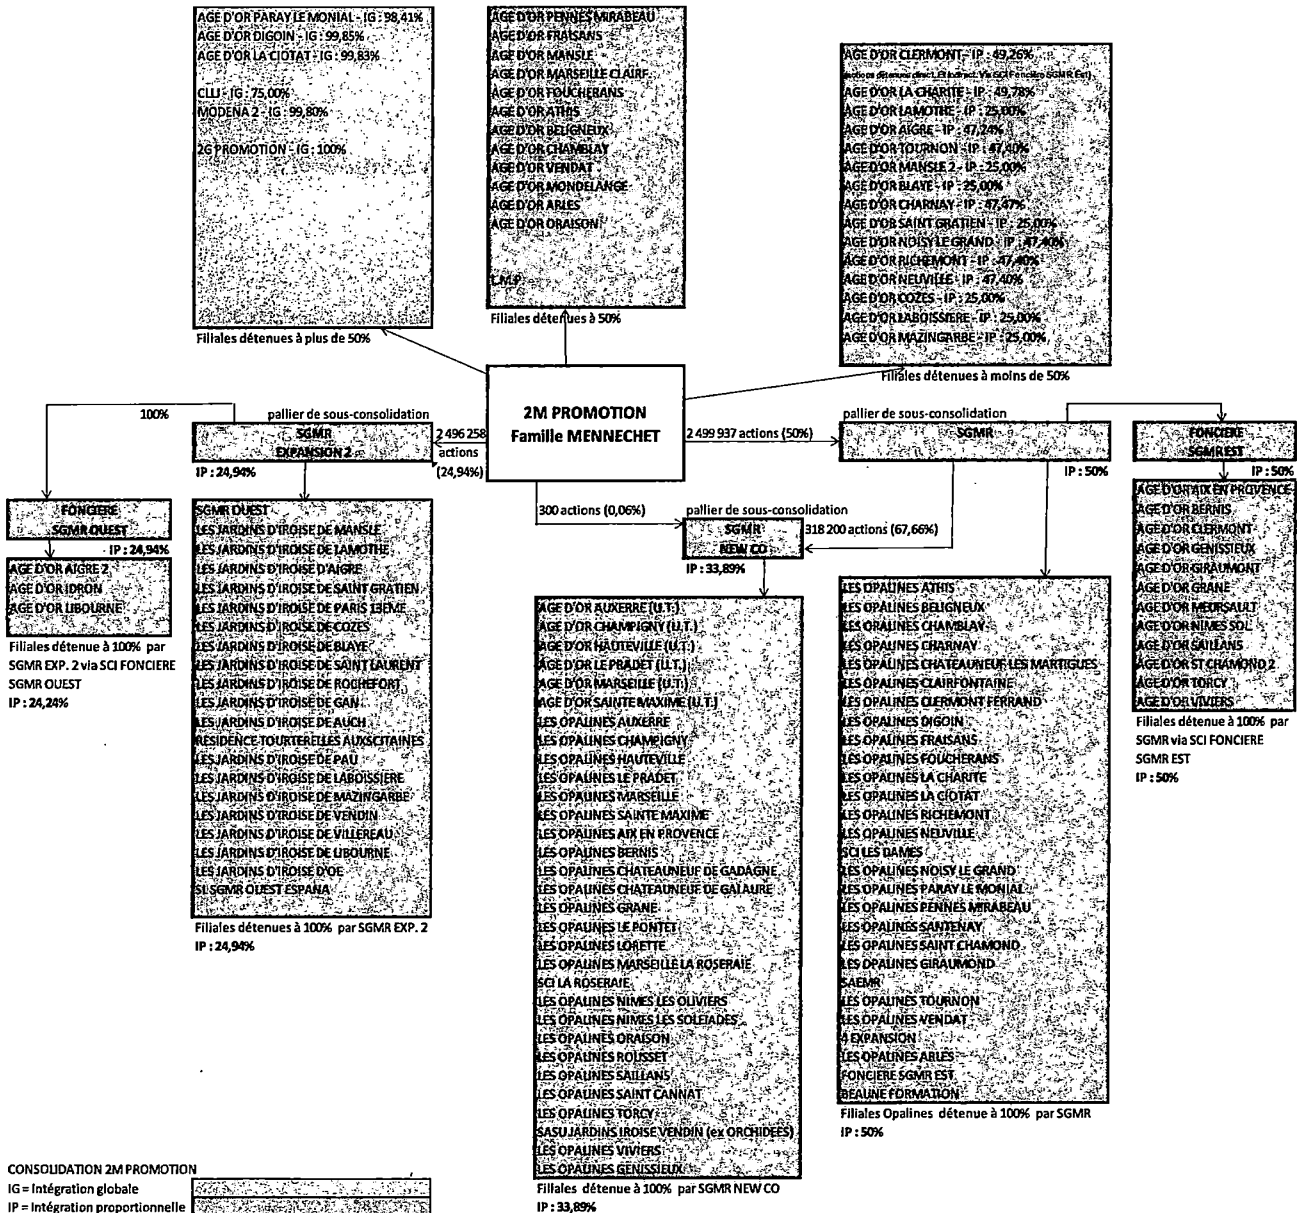 AGE D'OR PARAY LE MONIAL - IG : 98,41%
AGE D'OR DIGOIN - IG : 99,85%
AGE D'OR LA CIOTAT - IG : 99,83%
CLLJ - IG : 75,00%
MODENA 2 - IG : 99,80%
2G PROMOTION - IG : 100%
Filiales détenues à plus de 50%
AGE D'OR PENNES MIRABEAU
AGE D'OR FRAISANS
AGE D'OR MANSLE
AGE D'OR MARSEILLE CLAIRF.
AGE D'OR FOUCHERANS
AGE D'OR ATHIS
AGE D'OR BELIGNEUX
AGE D'OR CHAMBLAY
AGE D'OR VENDAT
AGE D'OR MONDELANGE
AGE D'OR ARLES
AGE D'OR ORAISON
L.M.P
Filiales détenues à 50%
AGE D'OR CLERMONT - IP : 49,26%
(actions détenues direct. Et indirect. Via SCI Foncière SGMR Est)
AGE D'OR LA CHARITE - IP : 49,78%
AGE D'OR LAMOTHE - IP : 25,00%
AGE D'OR AIGRE - IP : 47,24%
AGE D'OR TOURNON - IP : 47,40%
AGE D'OR MANSLE 2 - IP : 25,00%
AGE D'OR BLAYE - IP : 25,00%
AGE D'OR CHARNAY - IP : 47,47%
AGE D'OR SAINT GRATIEN - IP : 25,00%
AGE D'OR NOISY LE GRAND - IP : 47,40%
AGE D'OR RICHEMONT - IP : 47,40%
AGE D'OR NEUVILLE - IP : 47,40%
AGE D'OR COZES - IP : 25,00%
AGE D'OR LABOISSIERE - IP : 25,00%
AGE D'OR MAZINGARBE - IP : 25,00%
Filiales détenues à moins de 50%
2M PROMOTION
Famille MENNECHET
100%
pallier de sous-consolidation
SGMR
EXPANSION 2
IP : 24,94%
2 496 258
actions
(24,94%)
2 499 937 actions (50%)
pallier de sous-consolidation
SGMR
IP : 50%
FONCIERE
SGMR EST
IP : 50%
300 actions (0,06%)
pallier de sous-consolidation
SGMR
NEW CO
IP : 33,89%
318 200 actions (67,66%)
FONCIERE
SGMR OUEST
IP : 24,94%
AGE D'OR AIGRE 2
AGE D'OR IDRON
AGE D'OR LIBOURNE
Filiales détenue à 100% par
SGMR EXP. 2 via SCI FONCIERE
SGMR OUEST
IP : 24,24%
SGMR OUEST
LES JARDINS D'IROISE DE MANSLE
LES JARDINS D'IROISE DE LAMOTHE
LES JARDINS D'IROISE D'AIGRE
LES JARDINS D'IROISE DE SAINT GRATIEN
LES JARDINS D'IROISE DE PARIS 13EME
LES JARDINS D'IROISE DE COZES
LES JARDINS D'IROISE DE BLAYE
LES JARDINS D'IROISE DE SAINT LAURENT
LES JARDINS D'IROISE DE ROCHEFORT
LES JARDINS D'IROISE DE GAN
LES JARDINS D'IROISE DE AUCH
RESIDENCE TOURTERELLES AUXSCITAINES
LES JARDINS D'IROISE DE PAU
LES JARDINS D'IROISE DE LABOISSIERE
LES JARDINS D'IROISE DE MAZINGARBE
LES JARDINS D'IROISE DE VENDIN
LES JARDINS D'IROISE DE VILLEREAU
LES JARDINS D'IROISE DE LIBOURNE
LES JARDINS D'IROISE D'OE
SL SGMR OUEST ESPANA
Filiales détenues à 100% par SGMR EXP. 2
IP : 24,94%
AGE D'OR AUXERRE (U.T.)
AGE D'OR CHAMPIGNY (U.T.)
AGE D'OR HAUTEVILLE (U.T.)
AGE D'OR LE PRADET (U.T.)
AGE D'OR MARSEILLE (U.T.)
AGE D'OR SAINTE MAXIME (U.T.)
LES OPALINES AUXERRE
LES OPALINES CHAMPIGNY
LES OPALINES HAUTEVILLE
LES OPALINES LE PRADET
LES OPALINES MARSEILLE
LES OPALINES SAINTE MAXIME
LES OPALINES AIX EN PROVENCE
LES OPALINES BERNIS
LES OPALINES CHATEAUNEUF DE GADAGNE
LES OPALINES CHATEAUNEUF DE GALAURE
LES OPALINES GRANE
LES OPALINES LE PONTET
LES OPALINES LORETTE
LES OPALINES MARSEILLE LA ROSERAIE
SCI LA ROSERAIE
LES OPALINES NIMES LES OLIVIERS
LES OPALINES NIMES LES SOLEIADES
LES OPALINES ORAISON
LES OPALINES ROUSSET
LES OPALINES SAILLANS
LES OPALINES SAINT CANNAT
LES OPALINES TORCY
SASU JARDINS IROISE VENDIN (ex ORCHIDEES)
LES OPALINES VIVIERS
LES OPALINES GENISSIEUX
Filiales détenue à 100% par SGMR NEW CO
IP : 33,89%
LES OPALINES ATHIS
LES OPALINES BELIGNEUX
LES OPALINES CHAMBLAY
LES OPALINES CHARNAY
LES OPALINES CHATEAUNEUF LES MARTIGUES
LES OPALINES CLAIRFONTAINE
LES OPALINES CLERMONT FERRAND
LES OPALINES DIGOIN
LES OPALINES FRAISANS
LES OPALINES FOUCHERANS
LES OPALINES LA CHARITE
LES OPALINES LA CIOTAT
LES OPALINES RICHEMONT
LES OPALINES NEUVILLE
SCI LES DAMES
LES OPALINES NOISY LE GRAND
LES OPALINES PARAY LE MONIAL
LES OPALINES PENNES MIRABEAU
LES OPALINES SANTENAY
LES OPALINES SAINT CHAMOND
LES OPALINES GIRAUMOND
SAEMR
LES OPALINES TOURNON
LES OPALINES VENDAT
4 EXPANSION
LES OPALINES ARLES
FONCIERE SGMR EST
BEAUNE FORMATION
Filiales Opalines détenue à 100% par SGMR
IP : 50%
AGE D'OR AIX EN PROVENCE
AGE D'OR BERNIS
AGE D'OR CLERMONT
AGE D'OR GENISSIEUX
AGE D'OR GIRAUMONT
AGE D'OR GRANE
AGE D'OR MEURSAULT
AGE D'OR NIMES SOL.
AGE D'OR SAILLANS
AGE D'OR ST CHAMOND 2
AGE D'OR TORCY
AGE D'OR VIVIERS
Filiales détenue à 100% par
SGMR via SCI FONCIERE
SGMR EST
IP : 50%
CONSOLIDATION 2M PROMOTION
IG = Intégration globale
IP = Intégration proportionnelle